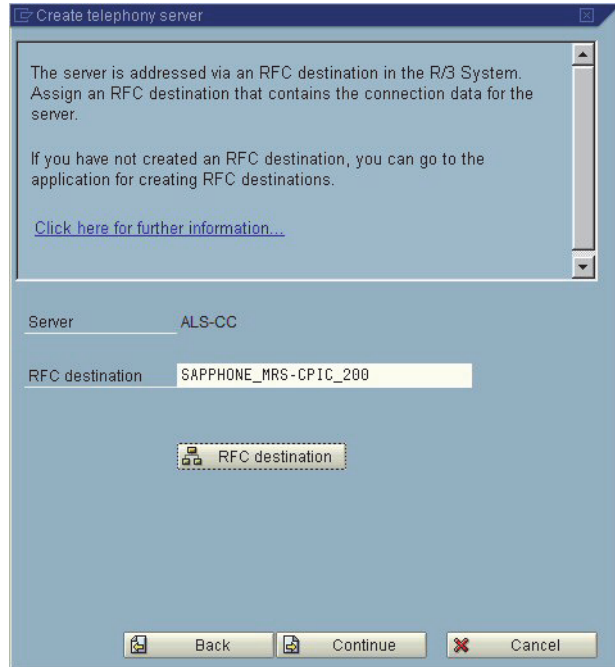 Create telephony server
The server is addressed via an RFC destination in the R/3 System.
Assign an RFC destination that contains the connection data for the
server.
If you have not created an RFC destination, you can go to the
application for creating RFC destinations.
Click here for further information...
Server ALS-CC
RFC destination SAPPHONE_MRS-CPIC_200
RFC destination
Back Continue Cancel